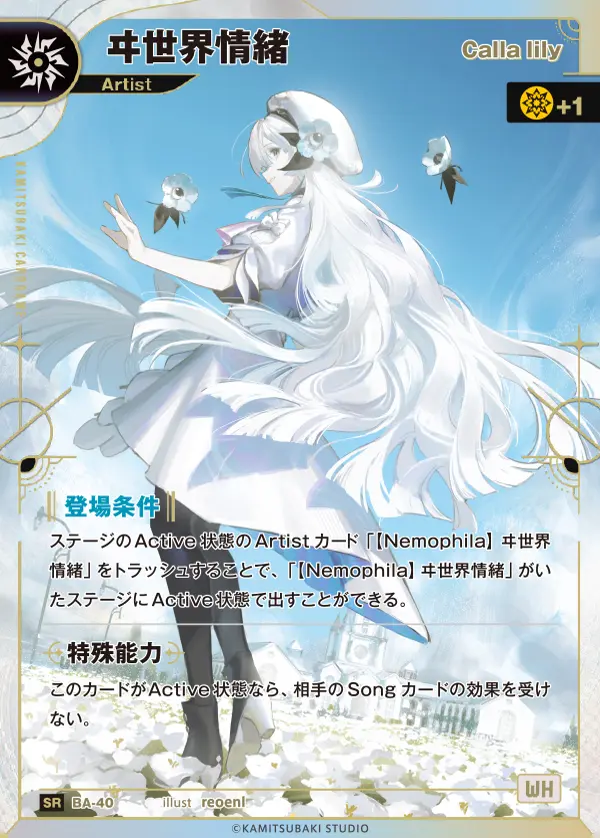 ヰ世界情緒
Calla lily
Artist
+1
KAMITSUBAKI CARD GAME
登場条件
ステージのActive状態のArtistカード「【Nemophila】ヰ世界
情緒」をトラッシュすることで、「【Nemophila】ヰ世界情緒」がい
たステージにActive状態で出すことができる。
特殊能力
このカードがActive状態なら、相手のSongカードの効果を受け
ない。
SR BA-40 illust reoenl
WH
©KAMITSUBAKI STUDIO